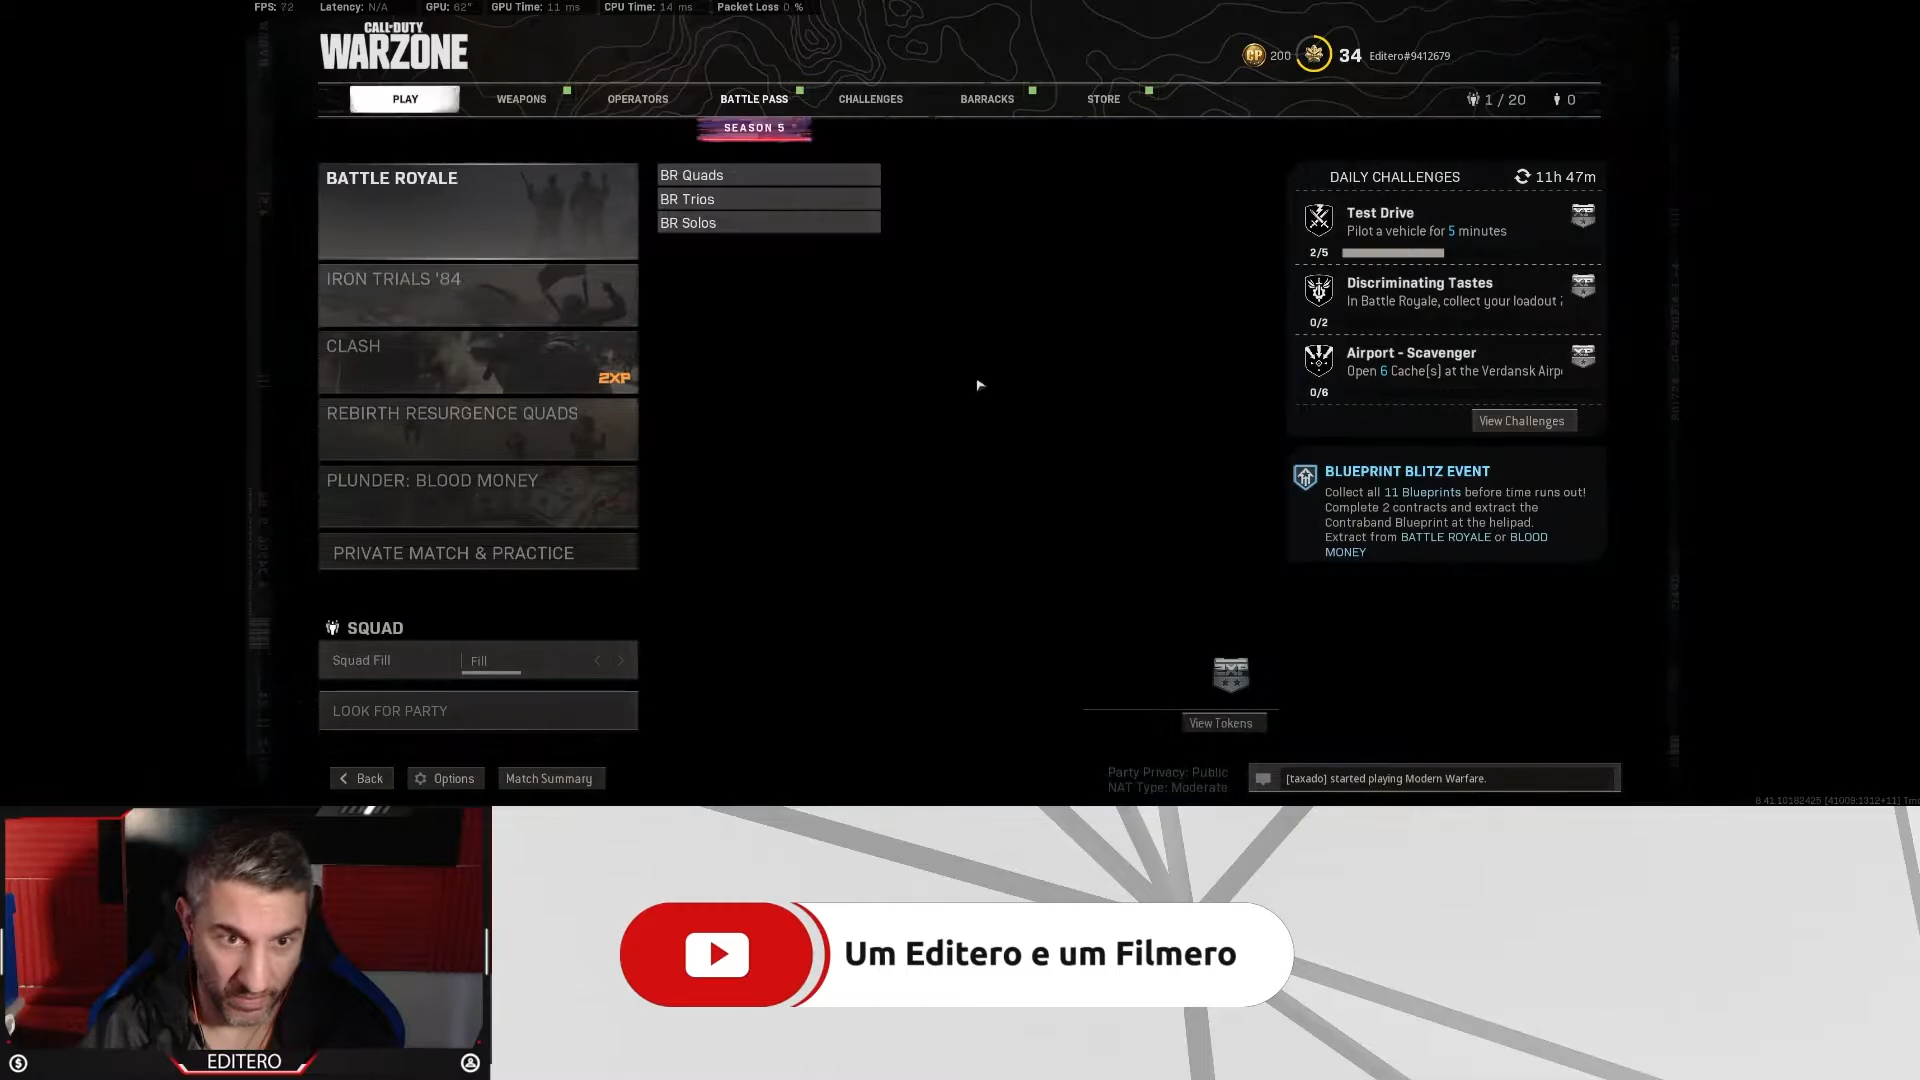 FPS: 72 Latency: N/A GPU: 62° GPU Time: 11 ms CPU Time: 14 ms Packet Loss 0 %
CALL OF DUTY
WARZONE
CP 200 34 Editero#9412679
PLAY WEAPONS OPERATORS BATTLE PASS CHALLENGES BARRACKS STORE 1 / 20 0
SEASON 5
BATTLE ROYALE
IRON TRIALS '84
CLASH
2XP
REBIRTH RESURGENCE QUADS
PLUNDER: BLOOD MONEY
PRIVATE MATCH & PRACTICE
BR Quads
BR Trios
BR Solos
DAILY CHALLENGES 11h 47m
Test Drive
Pilot a vehicle for 5 minutes
2/5
Discriminating Tastes
In Battle Royale, collect your loadout
0/2
Airport - Scavenger
Open 6 Cache(s) at the Verdansk Airp
0/6
View Challenges
BLUEPRINT BLITZ EVENT
Collect all 11 Blueprints before time runs out!
Complete 2 contracts and extract the
Contraband Blueprint at the helipad.
Extract from BATTLE ROYALE or BLOOD
MONEY
SQUAD
Squad Fill Fill
LOOK FOR PARTY
2XP
View Tokens
Back Options Match Summary
Party Privacy: Public
NAT Type: Moderate
[taxado] started playing Modern Warfare.
Um Editero e um Filmero
EDITERO